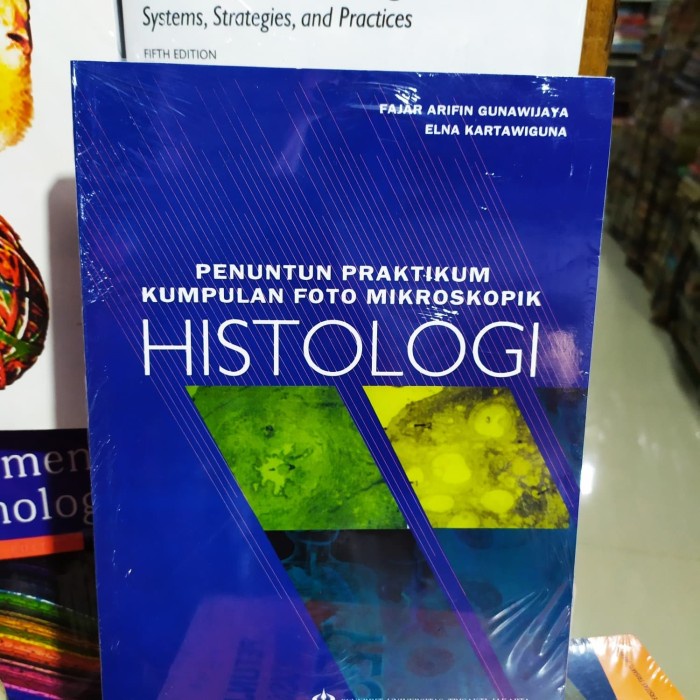 Systems, Strategies, and Practices
FIFTH EDITION
FAJAR ARIFIN GUNAWIJAYA
ELNA KARTAWIGUNA
PENUNTUN PRAKTIKUM
KUMPULAN FOTO MIKROSKOPIK
HISTOLOGI
men
nolog